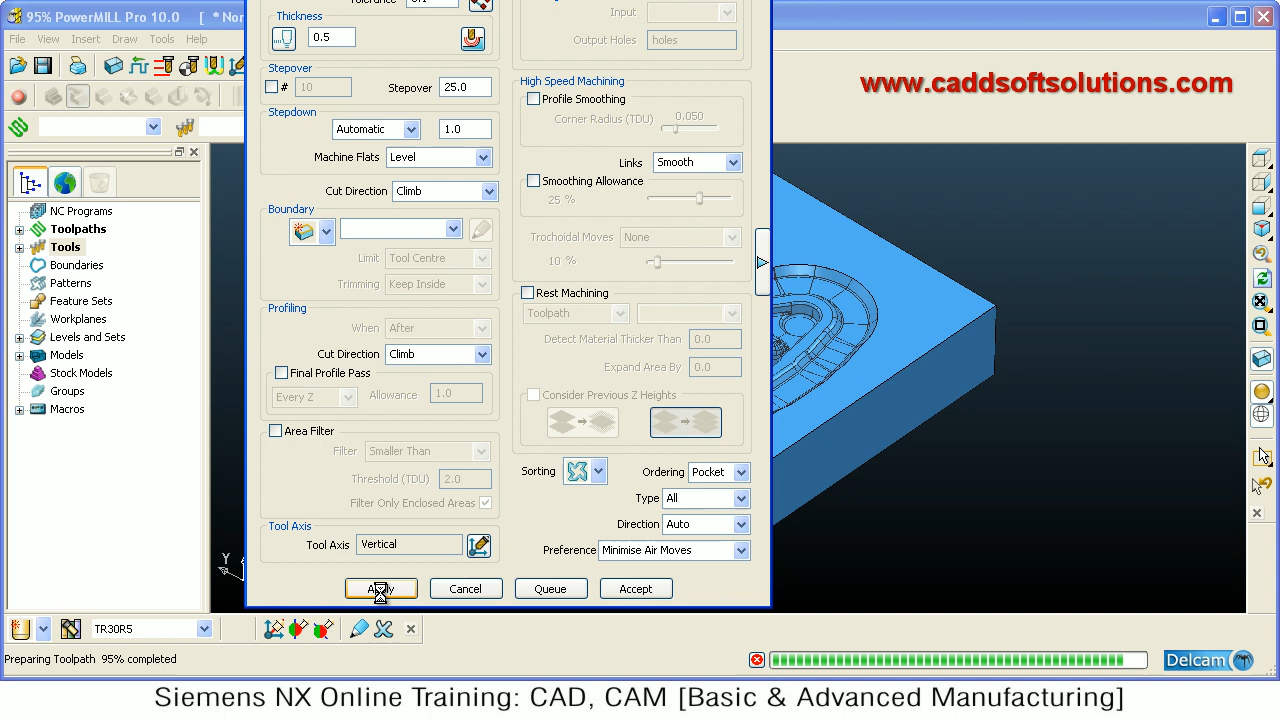 95% PowerMILL Pro 10.0 [ * Nor
File View Insert Draw Tools Help
www.caddsoftsolutions.com
NC Programs
Toolpaths
Tools
Boundaries
Patterns
Feature Sets
Workplanes
Levels and Sets
Models
Stock Models
Groups
Macros
Tolerance 0.1
Thickness
0.5
Stepover
# 10 Stepover 25.0
Stepdown
Automatic 1.0
Machine Flats Level
Cut Direction Climb
Boundary
Limit Tool Centre
Trimming Keep Inside
Profiling
When After
Cut Direction Climb
Final Profile Pass
Every Z Allowance 1.0
Area Filter
Filter Smaller Than
Threshold (TDU) 2.0
Filter Only Enclosed Areas
Tool Axis
Tool Axis Vertical
Input
Output Holes holes
High Speed Machining
Profile Smoothing
Corner Radius (TDU) 0.050
Links Smooth
Smoothing Allowance
25 %
Trochoidal Moves None
10 %
Rest Machining
Toolpath
Detect Material Thicker Than 0.0
Expand Area By 0.0
Consider Previous Z Heights
Sorting Ordering Pocket
Type All
Direction Auto
Preference Minimise Air Moves
Apply Cancel Queue Accept
Y
TR30R5
Preparing Toolpath 95% completed
Delcam
Siemens NX Online Training: CAD, CAM [Basic & Advanced Manufacturing]